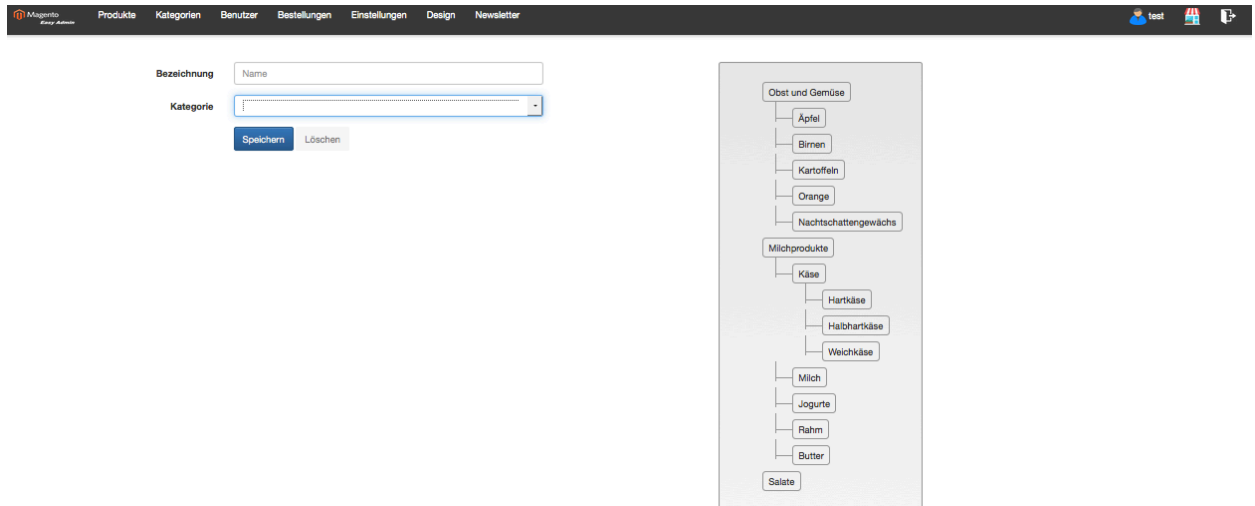 Magento
Easy Admin
Produkte Kategorien Benutzer Bestellungen Einstellungen Design Newsletter test
Bezeichnung Name
Kategorie
Speichern Löschen
Obst und Gemüse
Äpfel
Birnen
Kartoffeln
Orange
Nachtschattengewächs
Milchprodukte
Käse
Hartkäse
Halbhartkäse
Weichkäse
Milch
Jogurte
Rahm
Butter
Salate